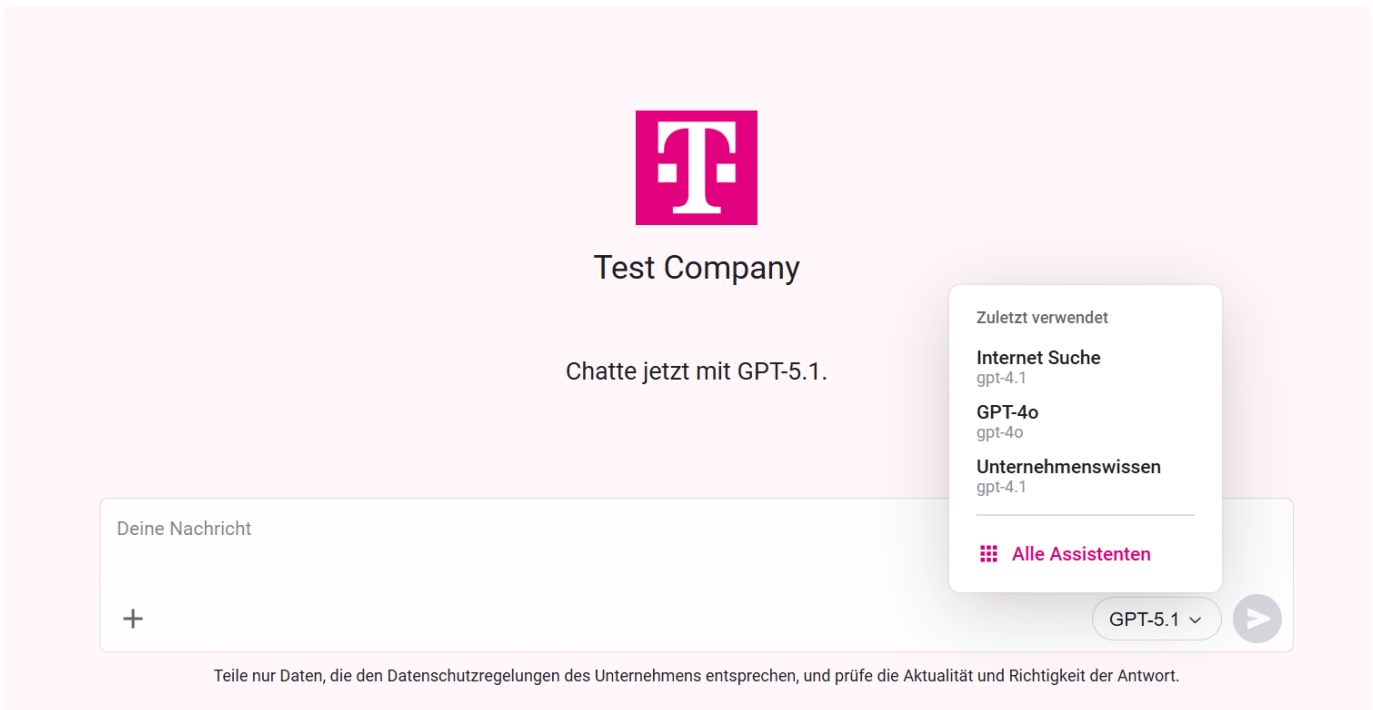 T
Test Company
Chatte jetzt mit GPT-5.1.
Zuletzt verwendet
Internet Suche
gpt-4.1
GPT-4o
gpt-4o
Unternehmenswissen
gpt-4.1
Alle Assistenten
Deine Nachricht
GPT-5.1
Teile nur Daten, die den Datenschutzregelungen des Unternehmens entsprechen, und prüfe die Aktualität und Richtigkeit der Antwort.